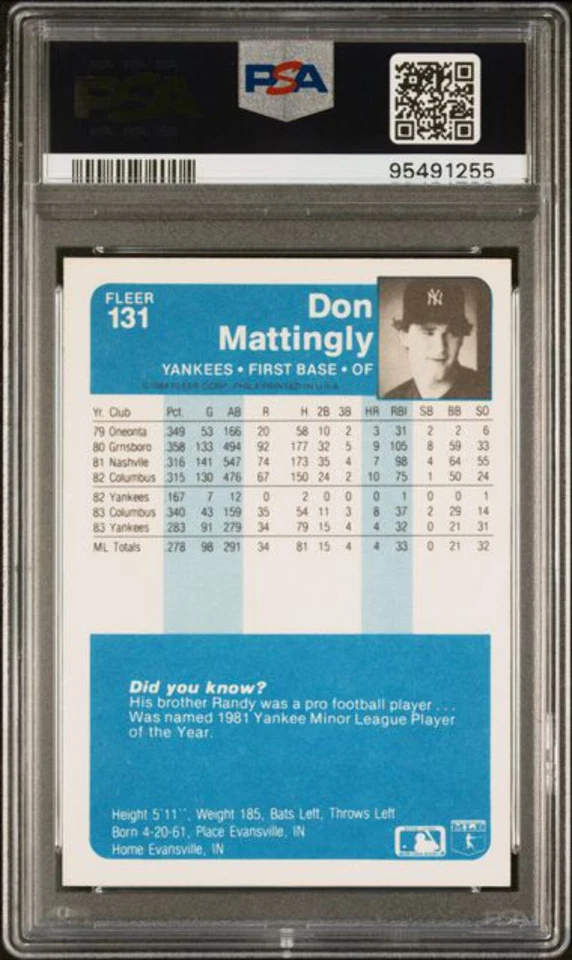 PSA
95491255
FLEER
131
Don
Mattingly
YANKEES • FIRST BASE • OF
© 1984 FLEER CORP. PHILA PRINTED IN U.S.A.
Yr. Club Pct. G AB R H 2B 3B HR RBI SB BB SO
79 Oneonta .349 53 166 20 58 10 2 3 31 2 2 6
80 Grnsboro .358 133 494 92 177 32 5 9 105 8 59 33
81 Nashville .316 141 547 74 173 35 4 7 98 4 64 55
82 Columbus .315 130 476 67 150 24 2 10 75 1 50 24
82 Yankees .167 7 12 0 2 0 0 0 1 0 0 1
83 Columbus .340 43 159 35 54 11 3 8 37 2 29 14
83 Yankees .283 91 279 34 79 15 4 4 32 0 21 31
ML Totals .278 98 291 34 81 15 4 4 33 0 21 32
Did you know?
His brother Randy was a pro football player . . .
Was named 1981 Yankee Minor League Player
of the Year.
Height 5'11'', Weight 185, Bats Left, Throws Left
Born 4-20-61, Place Evansville, IN
Home Evansville, IN
PSA